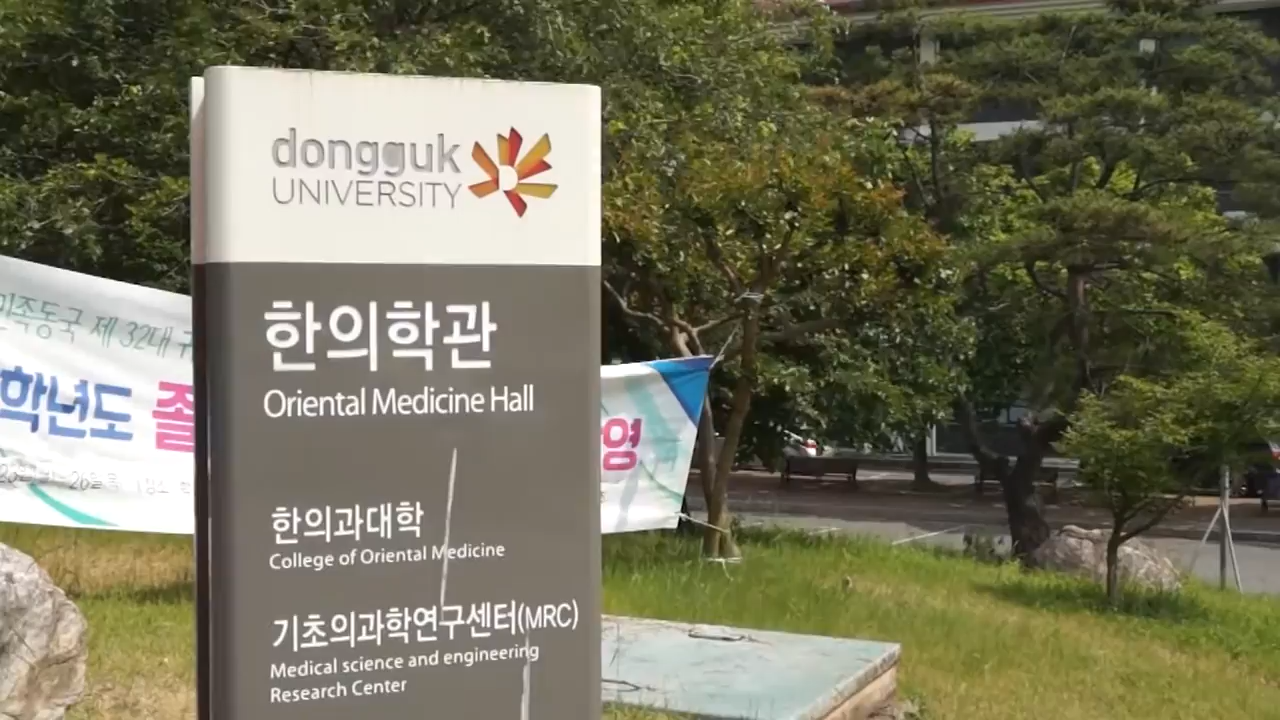 dongguk
UNIVERSITY
한의학관
Oriental Medicine Hall
한의과대학
College of Oriental Medicine
기초의과학연구센터(MRC)
Medical science and engineering
Research Center
민족동국 제 32대
학년도 졸
영